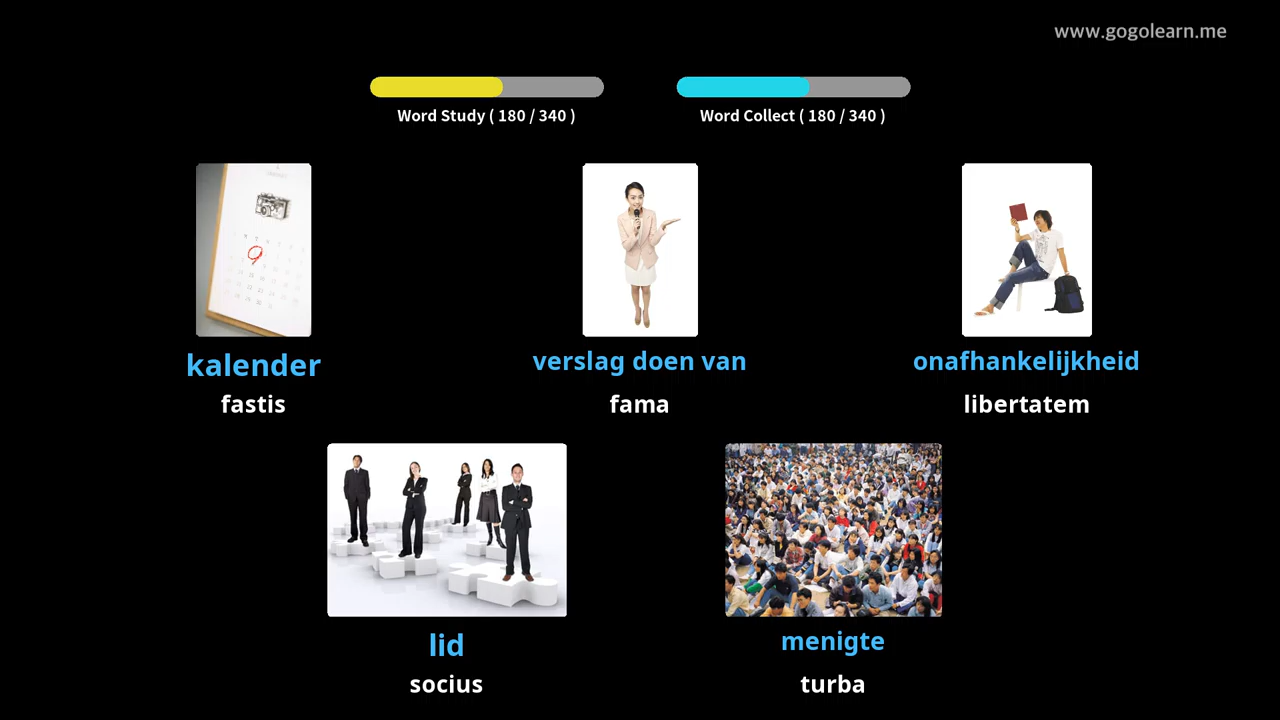 www.gogolearn.me
Word Study ( 180 / 340 )
Word Collect ( 180 / 340 )
kalender
verslag doen van
onafhankelijkheid
fastis
fama
libertatem
lid
menigte
socius
turba